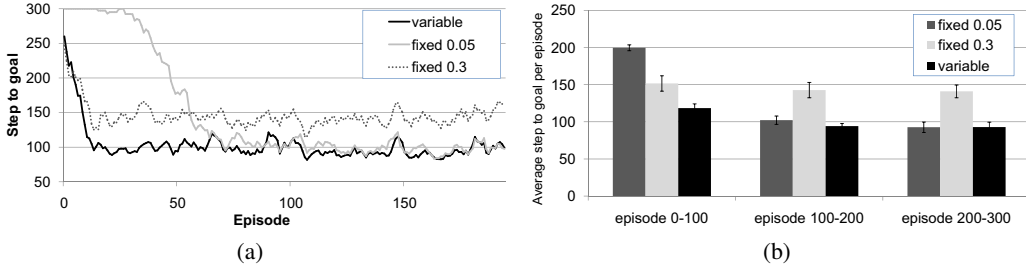 300
250
200
150
100
50
Step to goal
0
50
100
150
Episode
variable
fixed 0.05
fixed 0.3
(a)
250
200
150
100
50
0
Average step to goal per episode
fixed 0.05
fixed 0.3
variable
episode 0-100
episode 100-200
episode 200-300
(b)